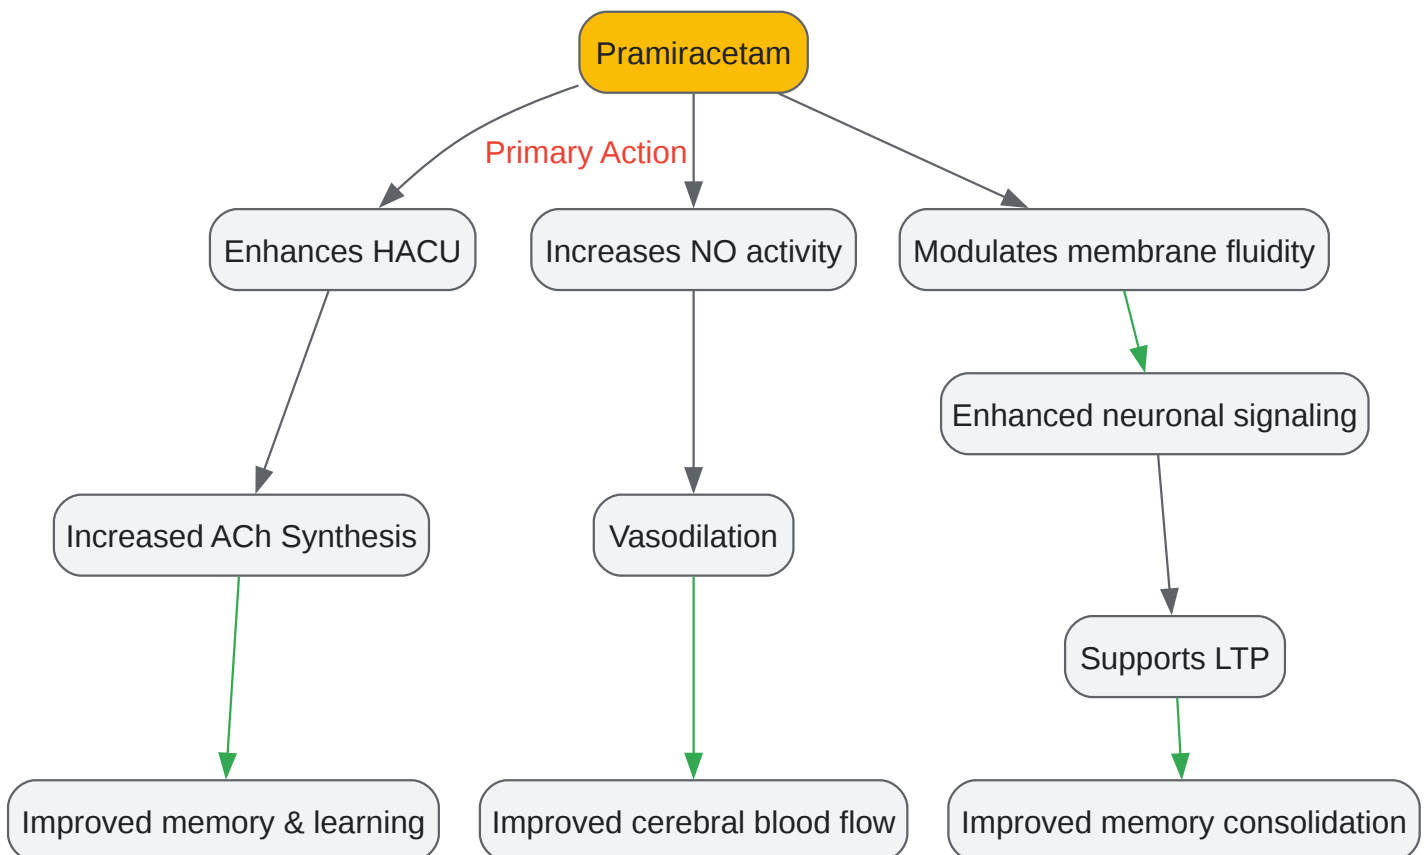 Pramiracetam
Primary Action
Enhances HACU
Increases NO activity
Modulates membrane fluidity
Enhanced neuronal signaling
Increased ACh Synthesis
Vasodilation
Supports LTP
Improved memory & learning
Improved cerebral blood flow
Improved memory consolidation